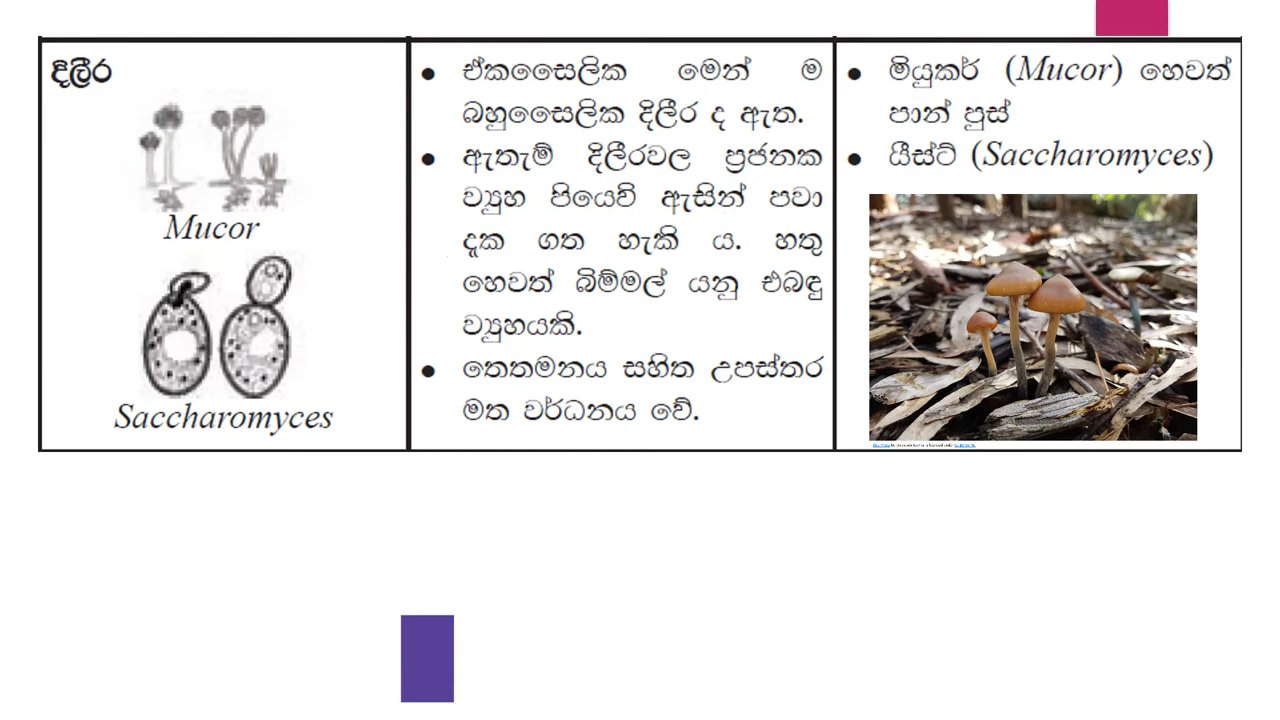 දිලීර
Mucor
Saccharomyces
• ඒකසෛලික මෙන් ම
බහුසෛලික දිලීර ද ඇත.
• ඇතැම් දිලීරවල ප්‍රජනක
ව්‍යුහ පියෙවි ඇසින් පවා
දැක ගත හැකි ය. හතු
හෙවත් බිම්මල් යනු එබඳු
ව්‍යුහයකි.
• තෙතමනය සහිත උපස්තර
මත වර්ධනය වේ.
• මියුකර් (Mucor) හෙවත්
පාන් පුස්
• යීස්ට් (Saccharomyces)